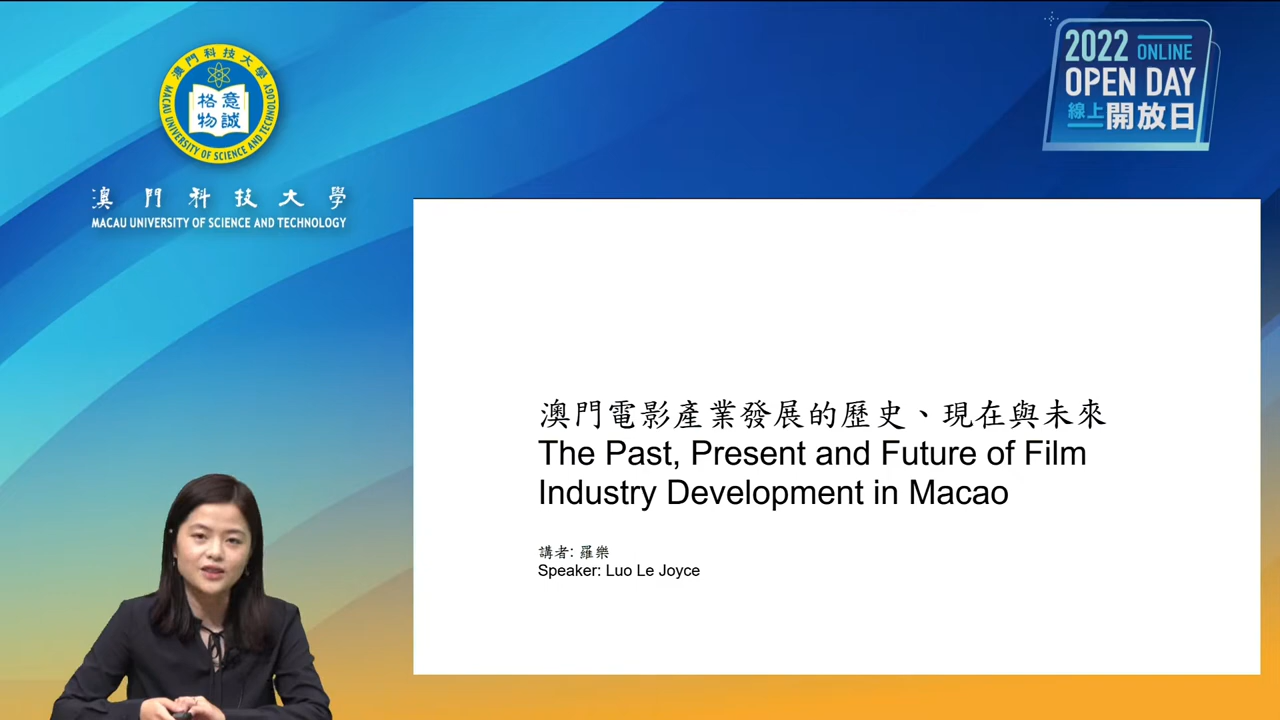 澳門科技大學
MACAU UNIVERSITY OF SCIENCE AND TECHNOLOGY
格意
物誠
澳門科技大學
MACAU UNIVERSITY OF SCIENCE AND TECHNOLOGY
2022 ONLINE
OPEN DAY
線上開放日
澳門電影產業發展的歷史、現在與未來
The Past, Present and Future of Film
Industry Development in Macao
講者: 羅樂
Speaker: Luo Le Joyce